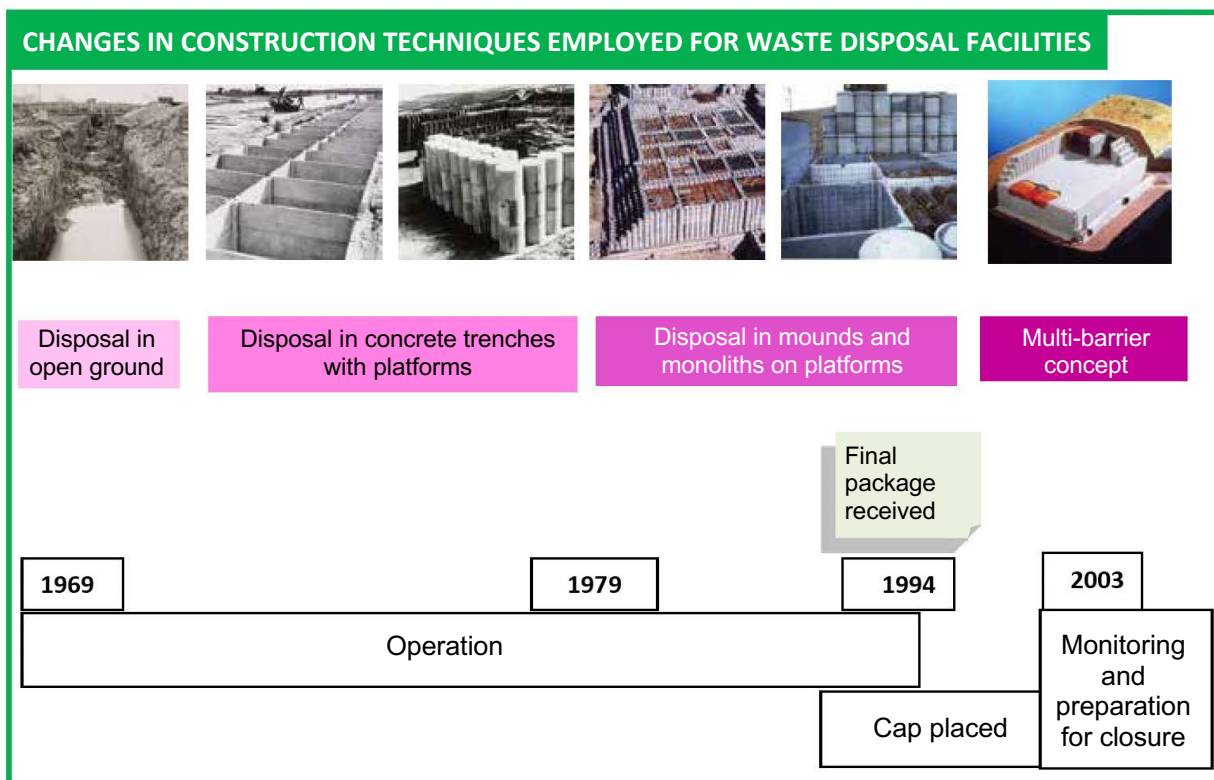 CHANGES IN CONSTRUCTION TECHNIQUES EMPLOYED FOR WASTE DISPOSAL FACILITIES
Disposal in
open ground
Disposal in concrete trenches
with platforms
Disposal in mounds and
monoliths on platforms
Multi-barrier
concept
Final
package
received
1969
1979
1994
2003
Operation
Monitoring
and
preparation
for closure
Cap placed